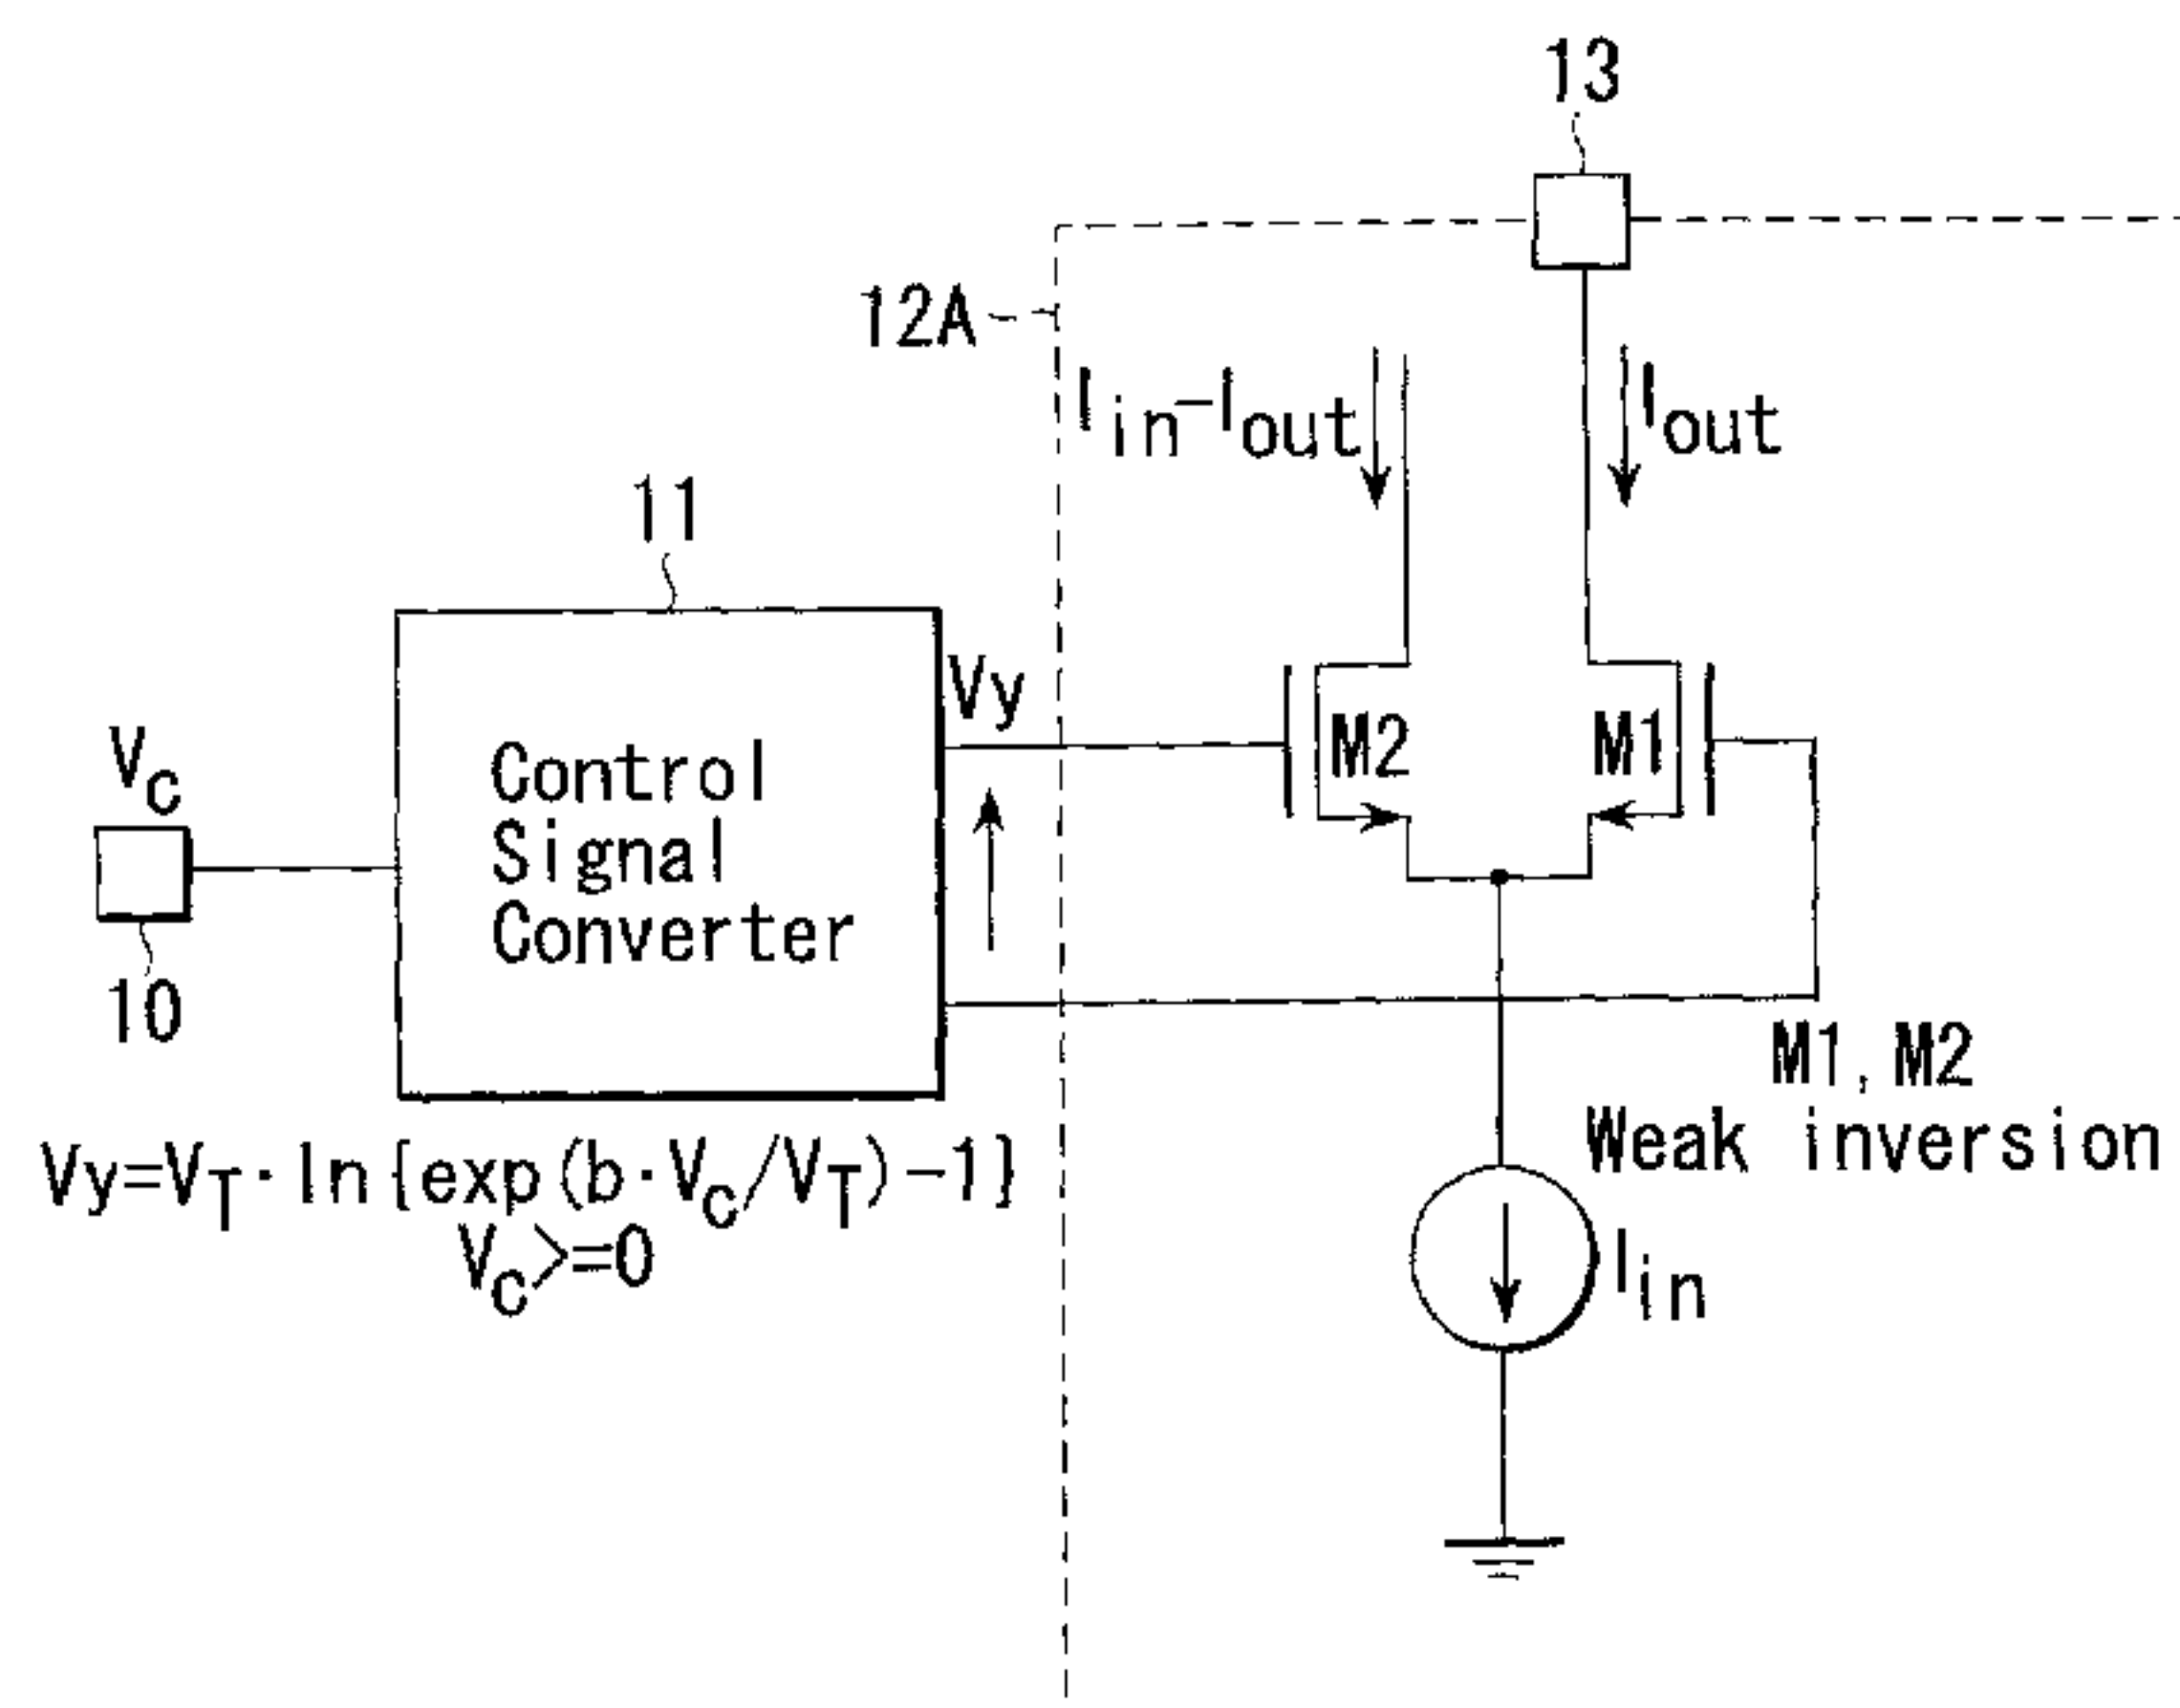 13
12A
Iin-Iout
Iout
11
Vy
Vc
Control
Signal
Converter
M2
M1
10
M1, M2
Weak inversion
Vy=VT·ln{exp(b·Vc/VT)-1}
Vc>=0
Iin